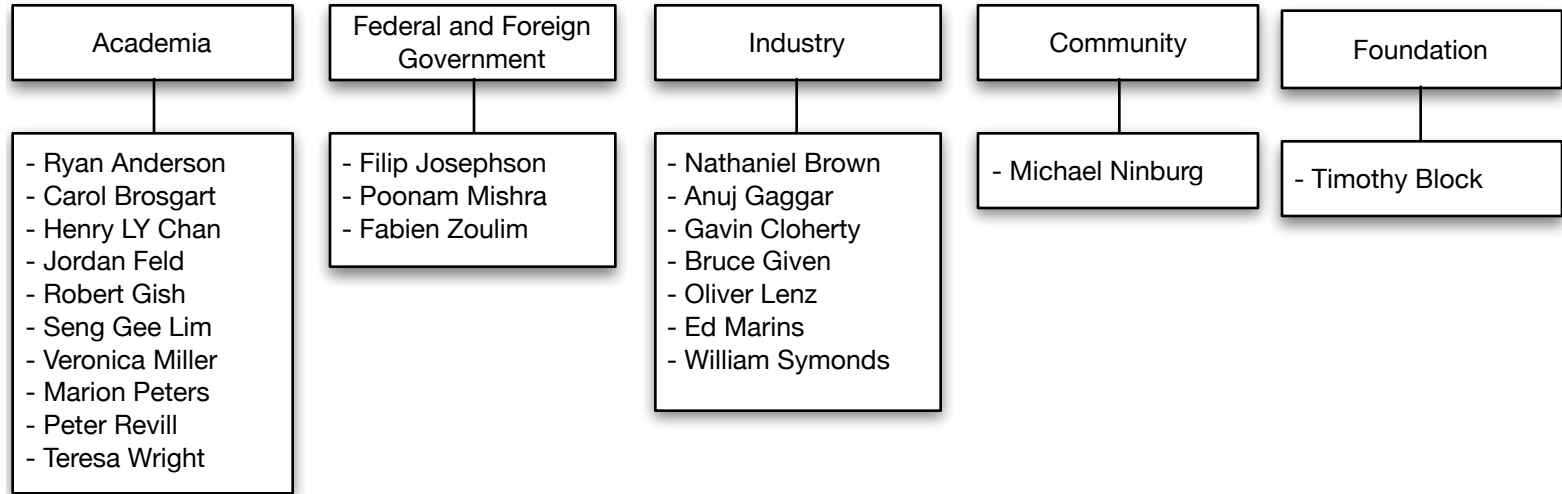 Academia
- Ryan Anderson
- Carol Brosgart
- Henry LY Chan
- Jordan Feld
- Robert Gish
- Seng Gee Lim
- Veronica Miller
- Marion Peters
- Peter Revill
- Teresa Wright
Federal and Foreign
Government
- Filip Josephson
- Poonam Mishra
- Fabien Zoulim
Industry
- Nathaniel Brown
- Anuj Gaggar
- Gavin Cloherty
- Bruce Given
- Oliver Lenz
- Ed Marins
- William Symonds
Community
- Michael Ninburg
Foundation
- Timothy Block